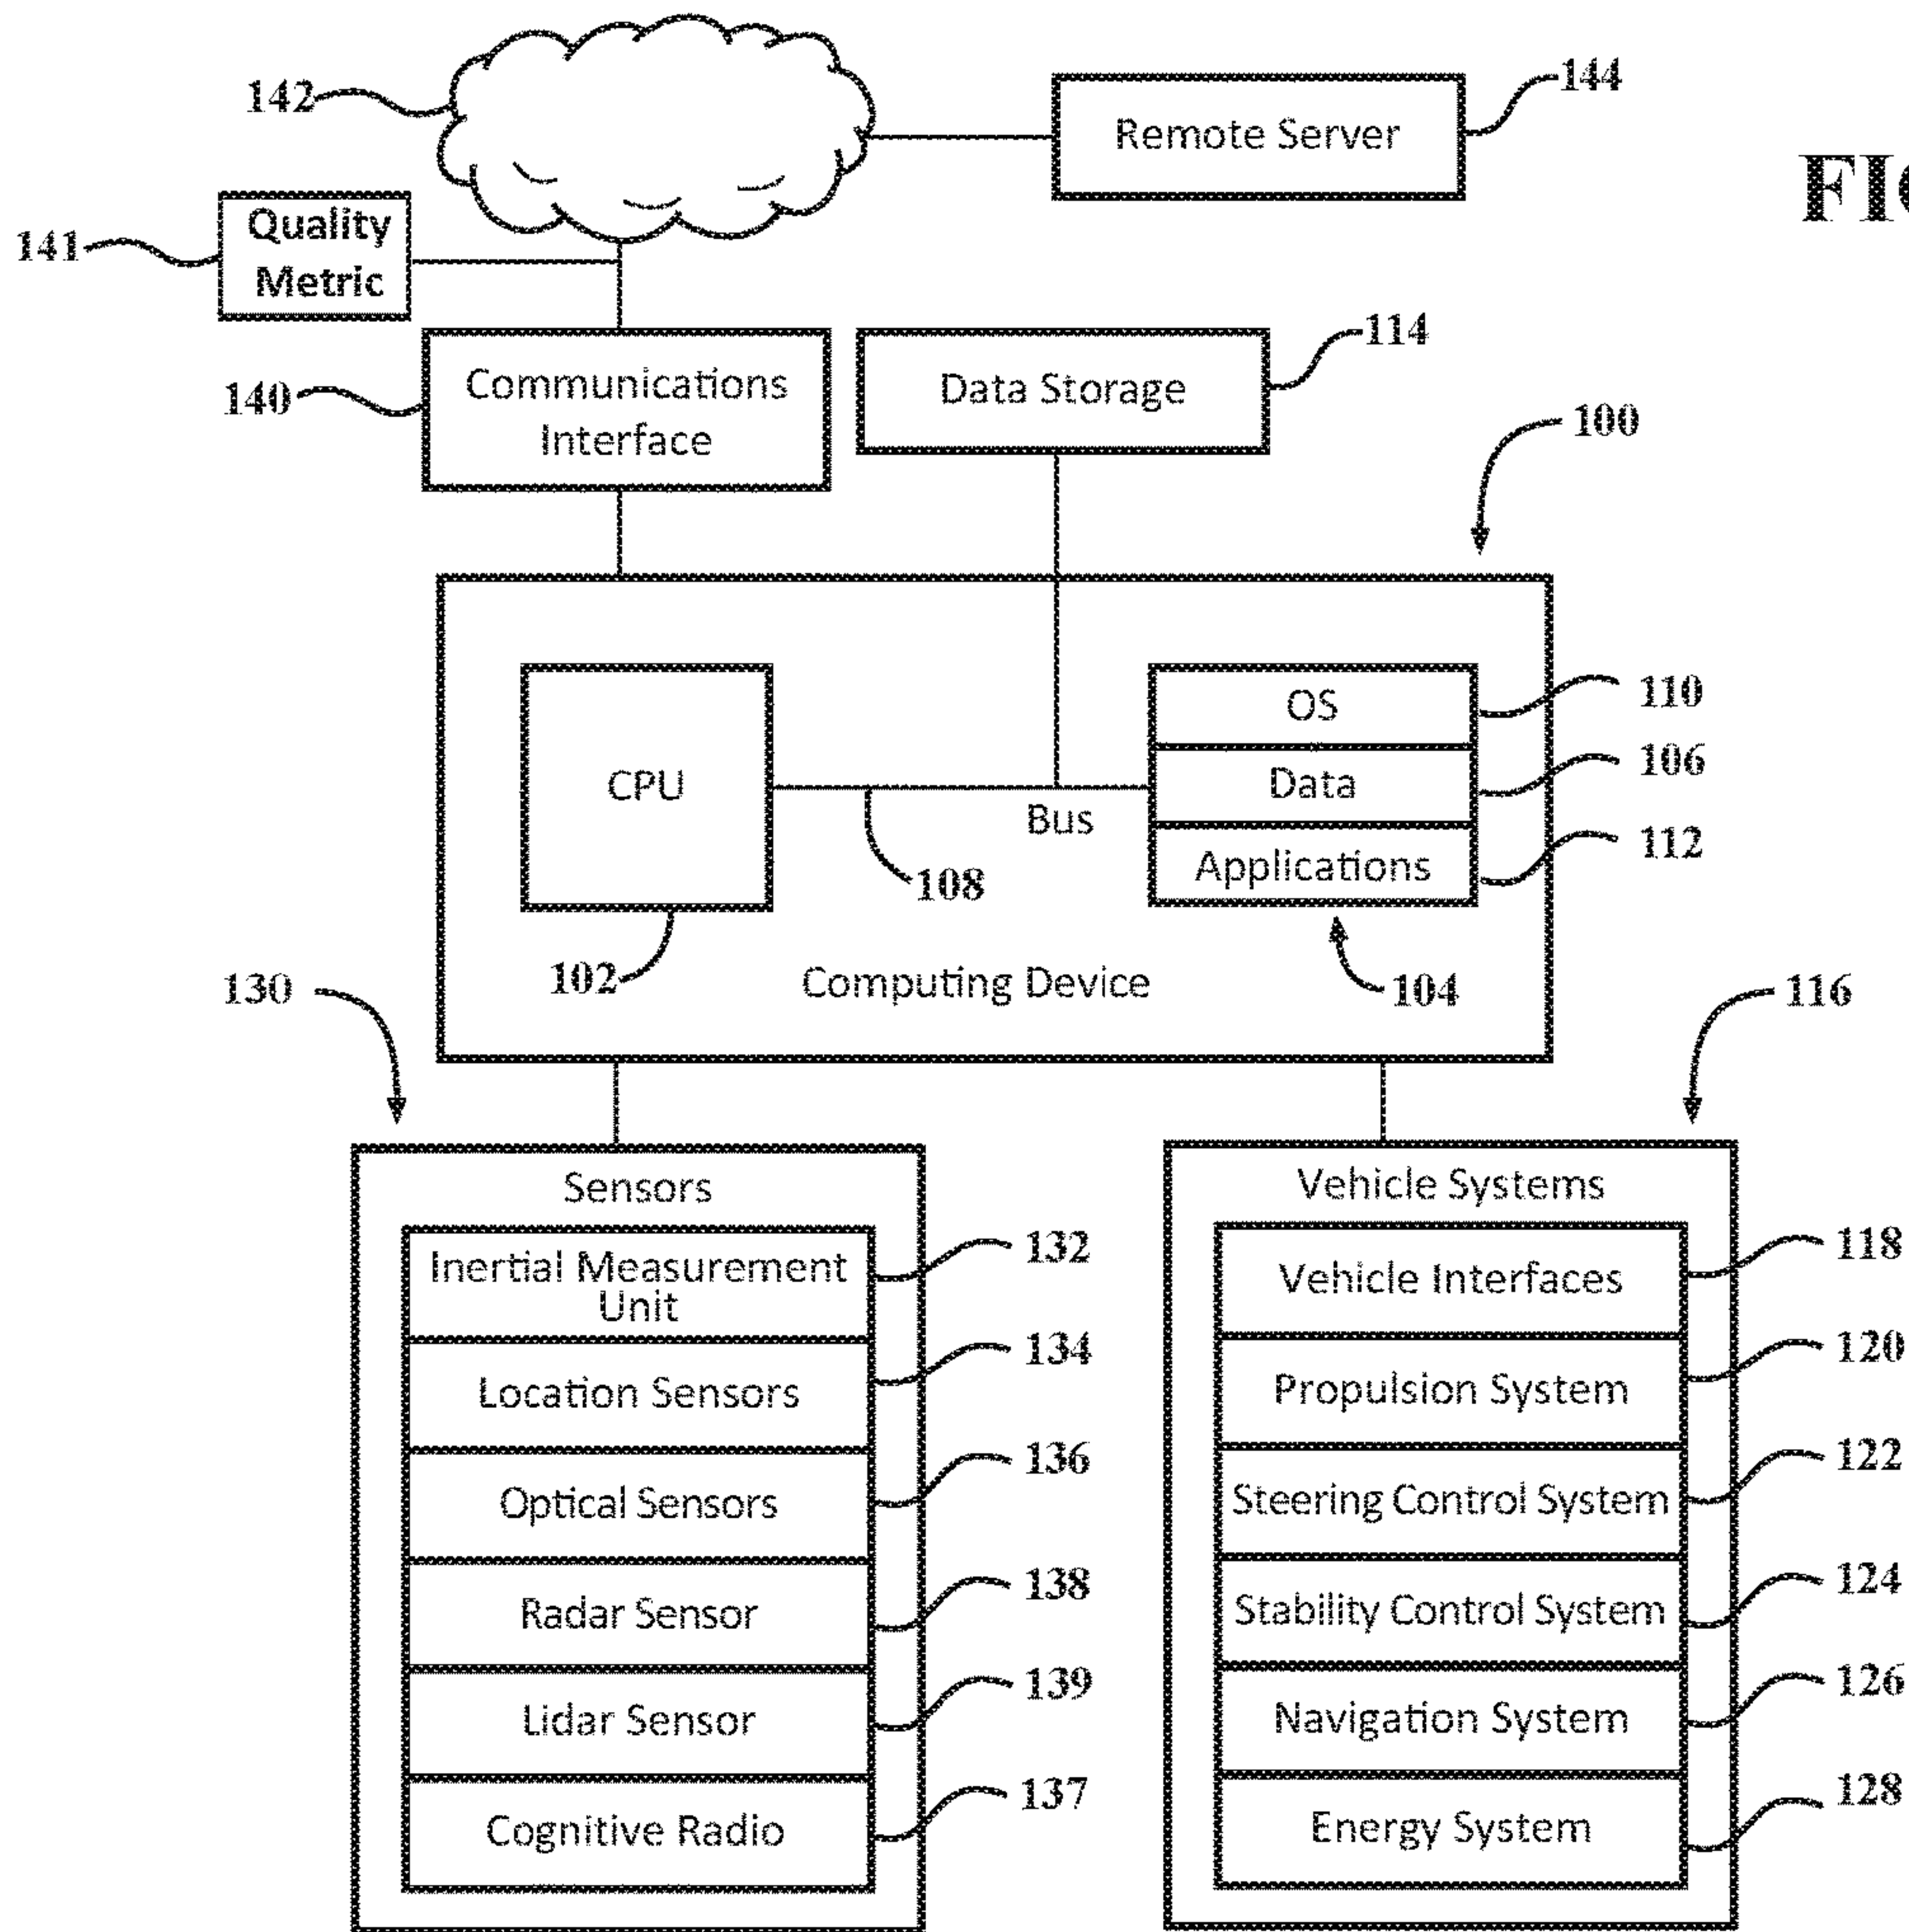 142
144
Remote Server
FIG
141
Quality
Metric
140
Communications
Interface
Data Storage
114
100
CPU
OS
110
Data
106
Bus
Applications
112
108
102
Computing Device
104
130
116
Sensors
Inertial Measurement
Unit
132
Location Sensors
134
Optical Sensors
136
Radar Sensor
138
Lidar Sensor
139
Cognitive Radio
137
Vehicle Systems
Vehicle Interfaces
118
Propulsion System
120
Steering Control System
122
Stability Control System
124
Navigation System
126
Energy System
128